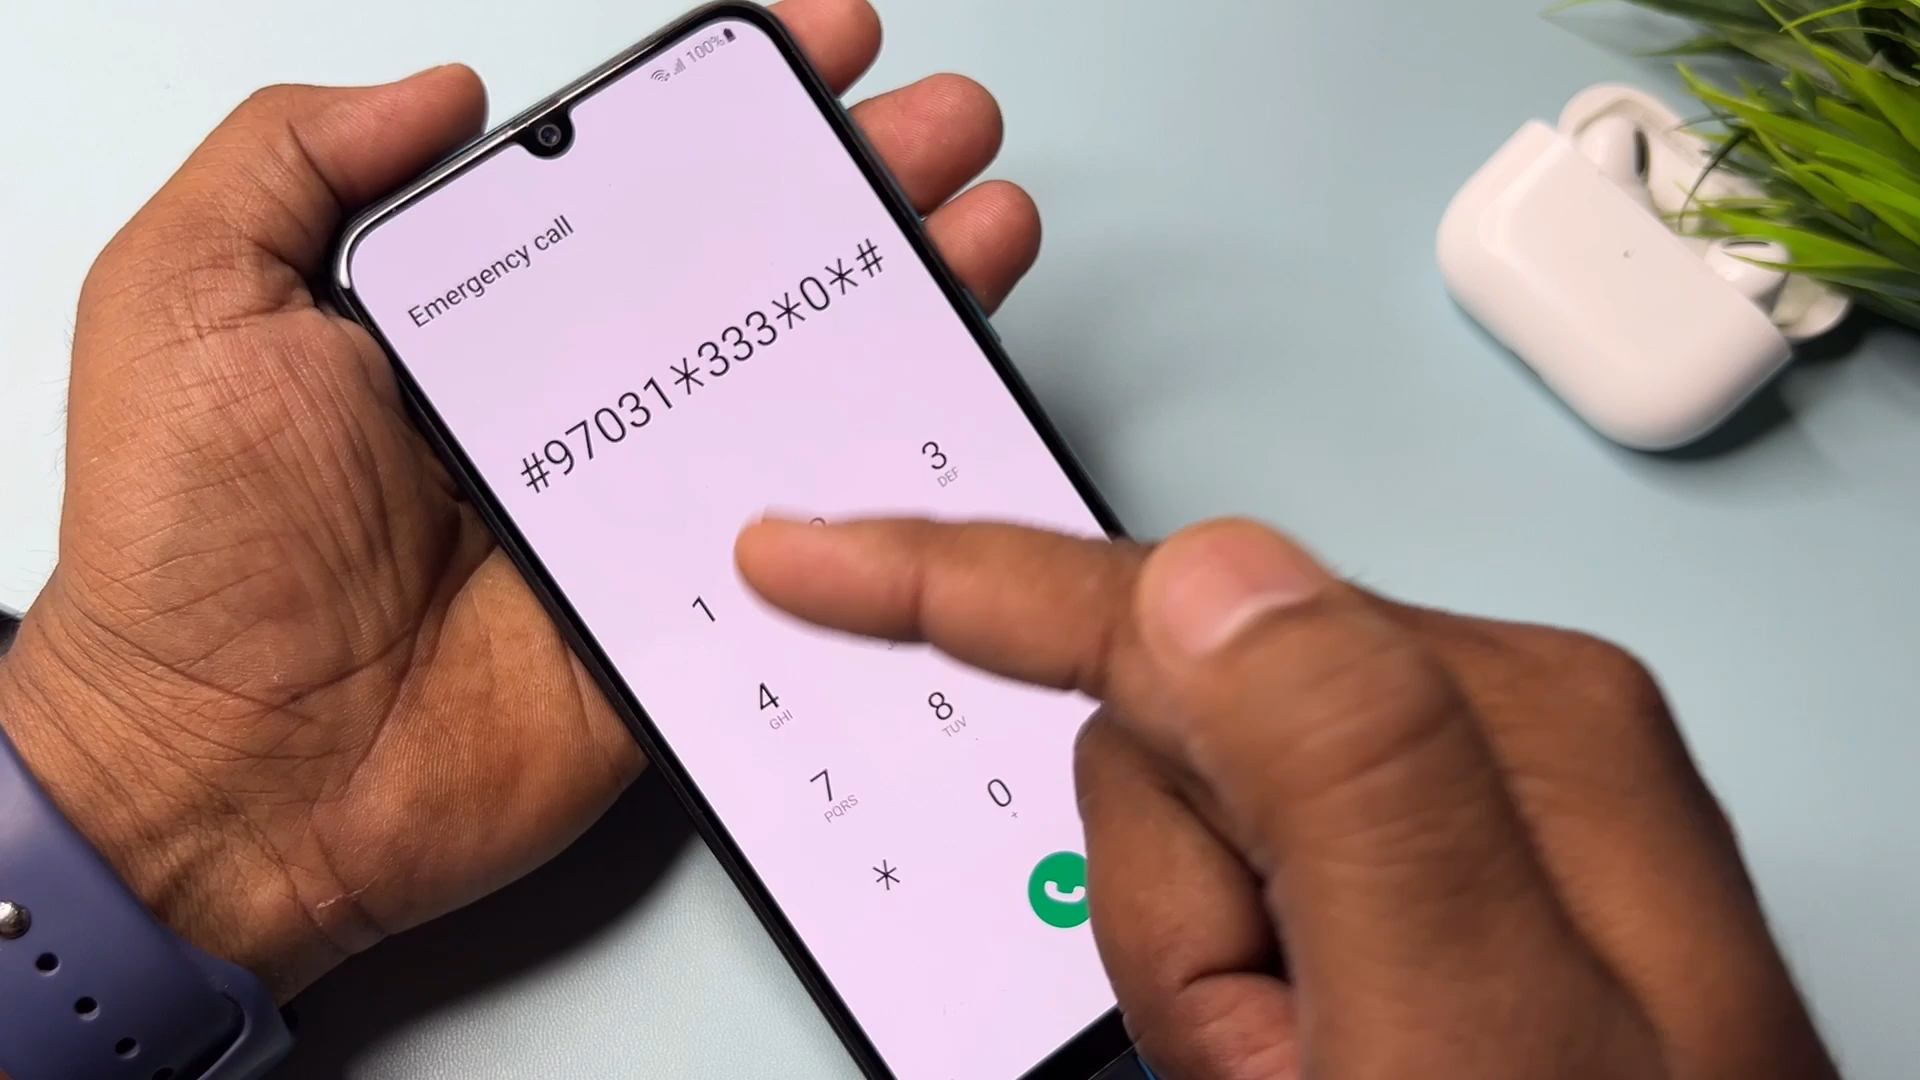 100%
Emergency call
#97031*333*0*#
3
DEF
1
4
GHI
8
TUV
7
PQRS
0
+
*